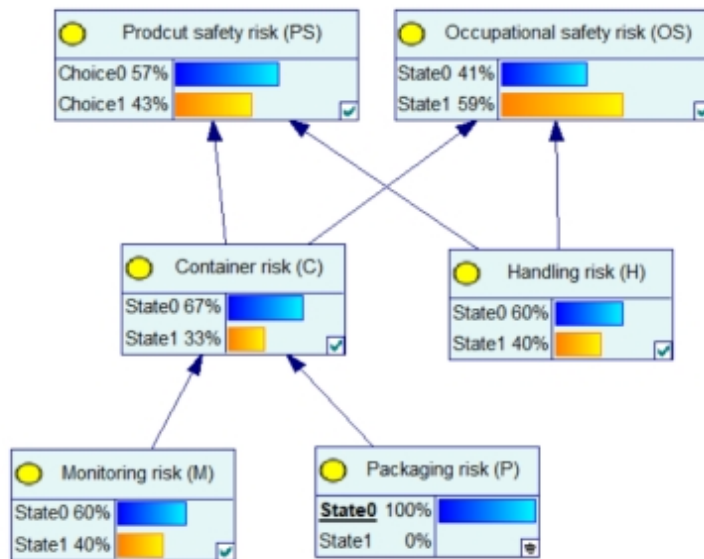 Prodcut safety risk (PS)
Choice0 57%
Choice1 43%
Occupational safety risk (OS)
State0 41%
State1 59%
Container risk (C)
State0 67%
State1 33%
Handling risk (H)
State0 60%
State1 40%
Monitoring risk (M)
State0 60%
State1 40%
Packaging risk (P)
State0 100%
State1 0%